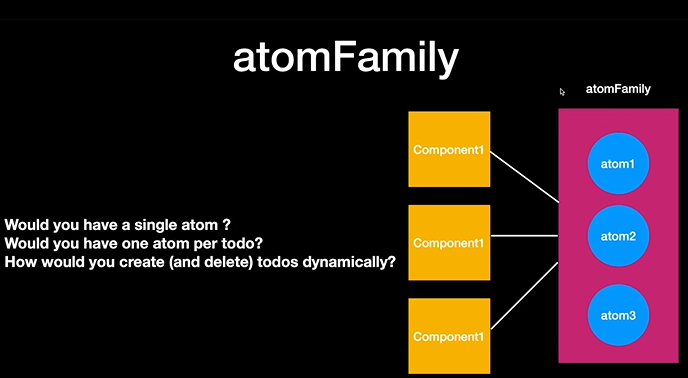 atomFamily
Would you have a single atom ?
Would you have one atom per todo?
How would you create (and delete) todos dynamically?
Component1
Component1
Component1
atomFamily
atom1
atom2
atom3